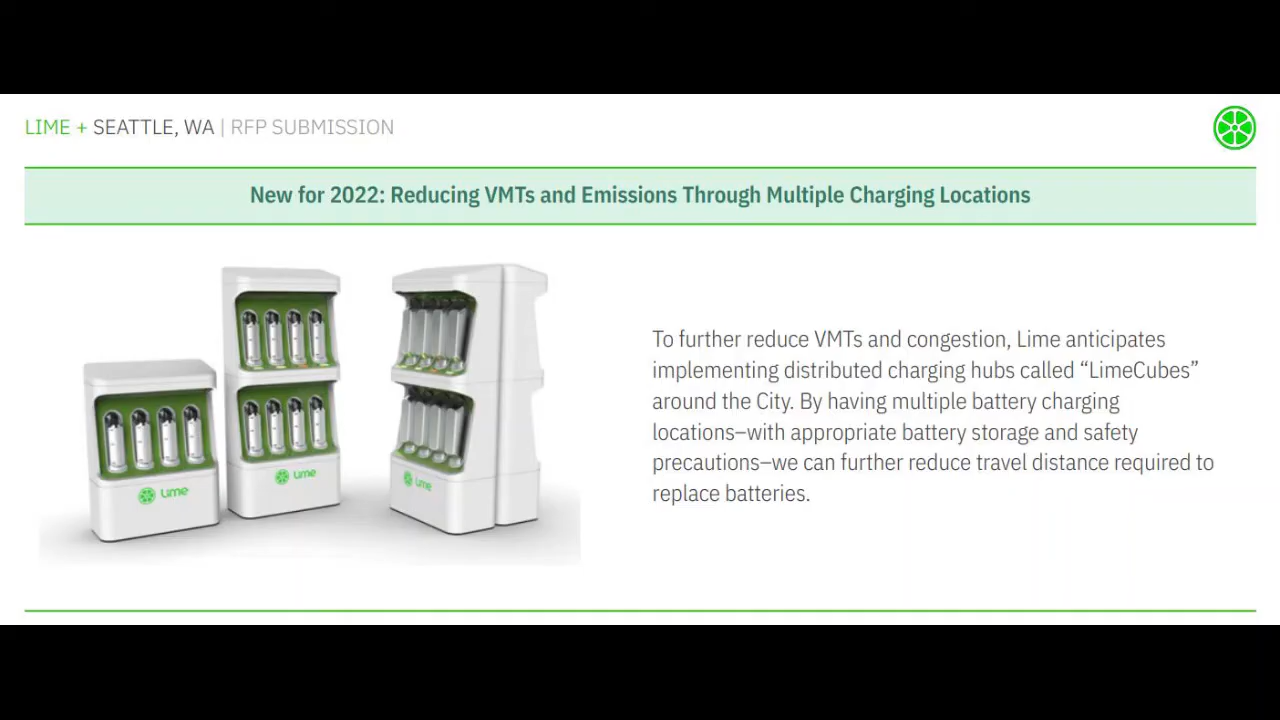 LIME + SEATTLE, WA | RFP SUBMISSION
New for 2022: Reducing VMTs and Emissions Through Multiple Charging Locations
To further reduce VMTs and congestion, Lime anticipates
implementing distributed charging hubs called “LimeCubes”
around the City. By having multiple battery charging
locations–with appropriate battery storage and safety
precautions–we can further reduce travel distance required to
replace batteries.
Lime
Lime
Lime